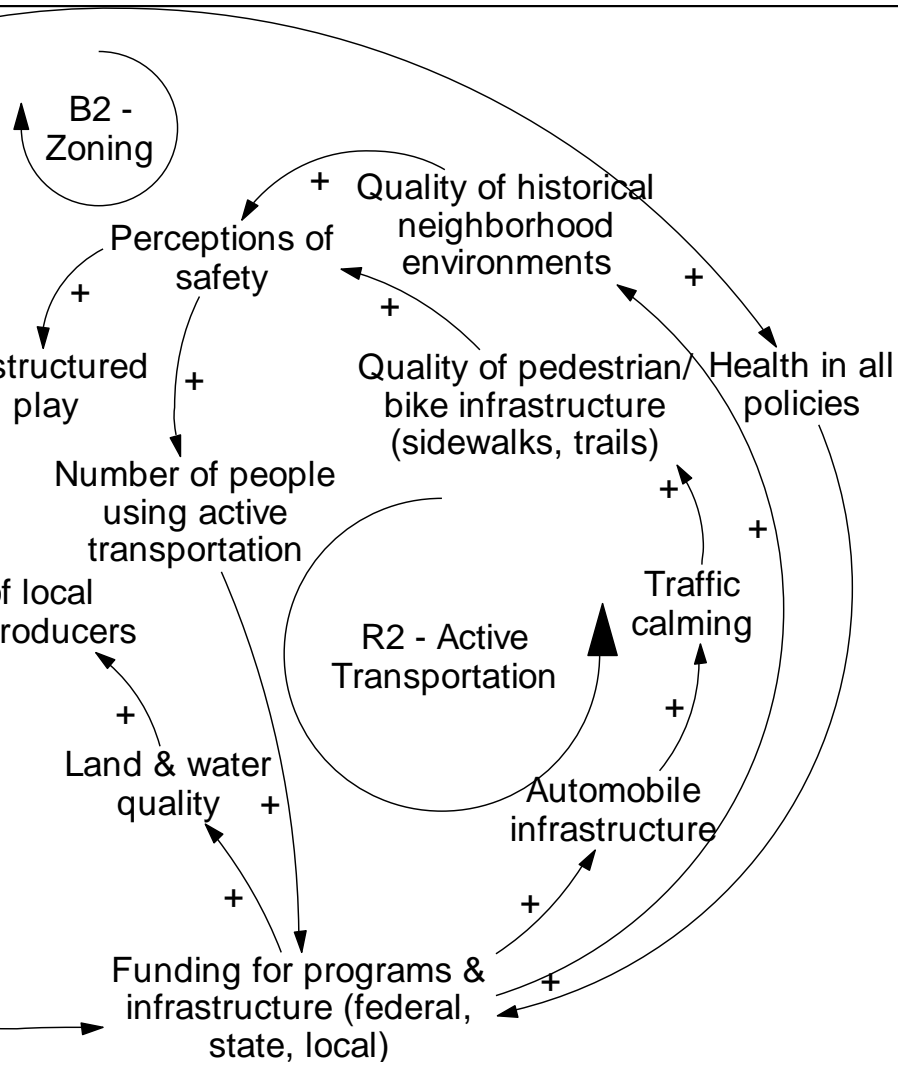 B2 -
Zoning
+
Quality of historical
neighborhood
environments
Perceptions of
safety
+
+
+
structured
play
+
Quality of pedestrian/
bike infrastructure
(sidewalks, trails)
Health in all
policies
Number of people
using active
transportation
+
+
Traffic
calming
of local
roducers
R2 - Active
Transportation
+
+
Land & water
quality
+
Automobile
infrastructure
+
+
+
Funding for programs &
infrastructure (federal,
state, local)